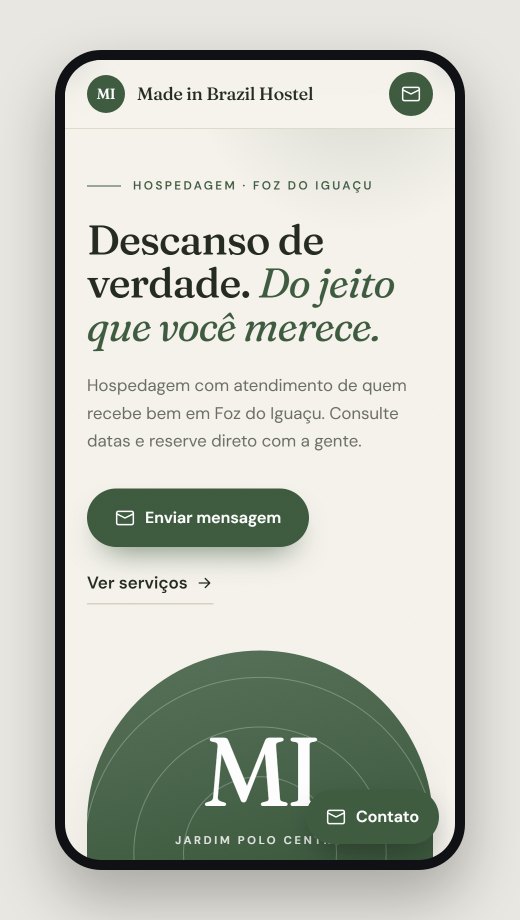 MI Made in Brazil Hostel
HOSPEDAGEM · FOZ DO IGUAÇU
Descanso de
verdade. Do jeito
que você merece.
Hospedagem com atendimento de quem
recebe bem em Foz do Iguaçu. Consulte
datas e reserve direto com a gente.
Enviar mensagem
Ver serviços →
MI
Contato
JARDIM POLO